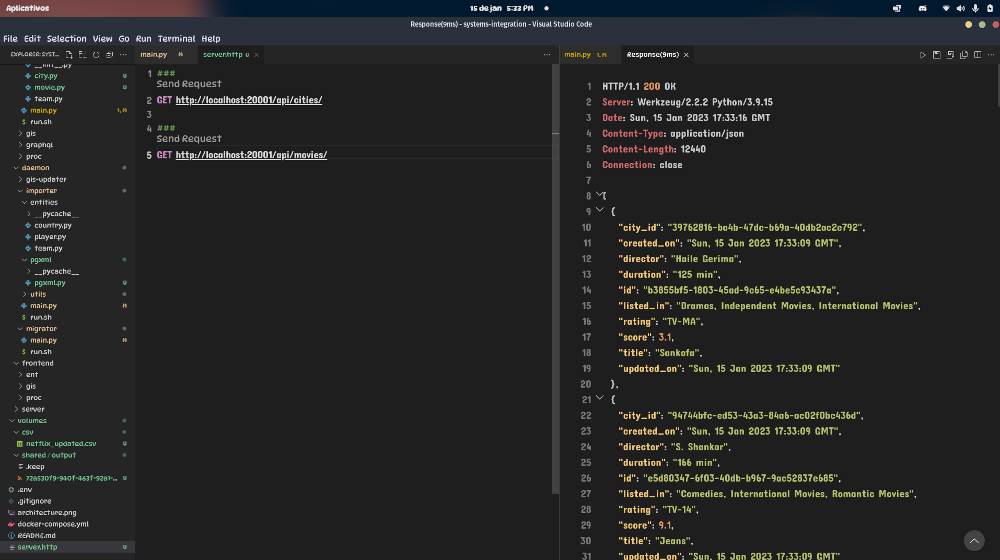 Aplicativos
15 de jan 5:33 PM
Response(9ms) - systems-integration - Visual Studio Code
File Edit Selection View Go Run Terminal Help
EXPLORER: SYST...
__init__.py
city.py U
movie.py U
team.py
main.py 1, M
$ run.sh
gis
graphql
proc
daemon
gis-updater
importer
entities
__pycache__
country.py
player.py
team.py
pgxml
__pycache__
pgxml.py U
utils
main.py M
$ run.sh
migrator
main.py M
$ run.sh
frontend
ent
gis
proc
server
volumes
csv
netflix_updated.csv U
shared / output
.keep
72a530f9-940f-463f-92a1-... U
.env
.gitignore
architecture.png
docker-compose.yml
README.md
server.http U
main.py M
server.http U
1 ###
Send Request
2 GET http://localhost:20001/api/cities/
3
4 ###
Send Request
5 GET http://localhost:20001/api/movies/
main.py 1, M
Response(9ms)
1 HTTP/1.1 200 OK
2 Server: Werkzeug/2.2.2 Python/3.9.15
3 Date: Sun, 15 Jan 2023 17:33:16 GMT
4 Content-Type: application/json
5 Content-Length: 12440
6 Connection: close
7
8 [
9 {
10 "city_id": "39762816-ba4b-47dc-b69a-40db2ac2e792",
11 "created_on": "Sun, 15 Jan 2023 17:33:09 GMT",
12 "director": "Haile Gerima",
13 "duration": "125 min",
14 "id": "b3855bf5-1803-45ad-9c65-e4be5c93437a",
15 "listed_in": "Dramas, Independent Movies, International Movies",
16 "rating": "TV-MA",
17 "score": 3.1,
18 "title": "Sankofa",
19 "updated_on": "Sun, 15 Jan 2023 17:33:09 GMT"
20 },
21 {
22 "city_id": "94744bfc-ed53-43a3-84a6-ac02f0bc436d",
23 "created_on": "Sun, 15 Jan 2023 17:33:09 GMT",
24 "director": "S. Shankar",
25 "duration": "166 min",
26 "id": "e5d80347-6f03-40db-b967-9ac52837e685",
27 "listed_in": "Comedies, International Movies, Romantic Movies",
28 "rating": "TV-14",
29 "score": 9.1,
30 "title": "Jeans",
31 "updated_on": "Sun, 15 Jan 2023 17:33:09 GMT"